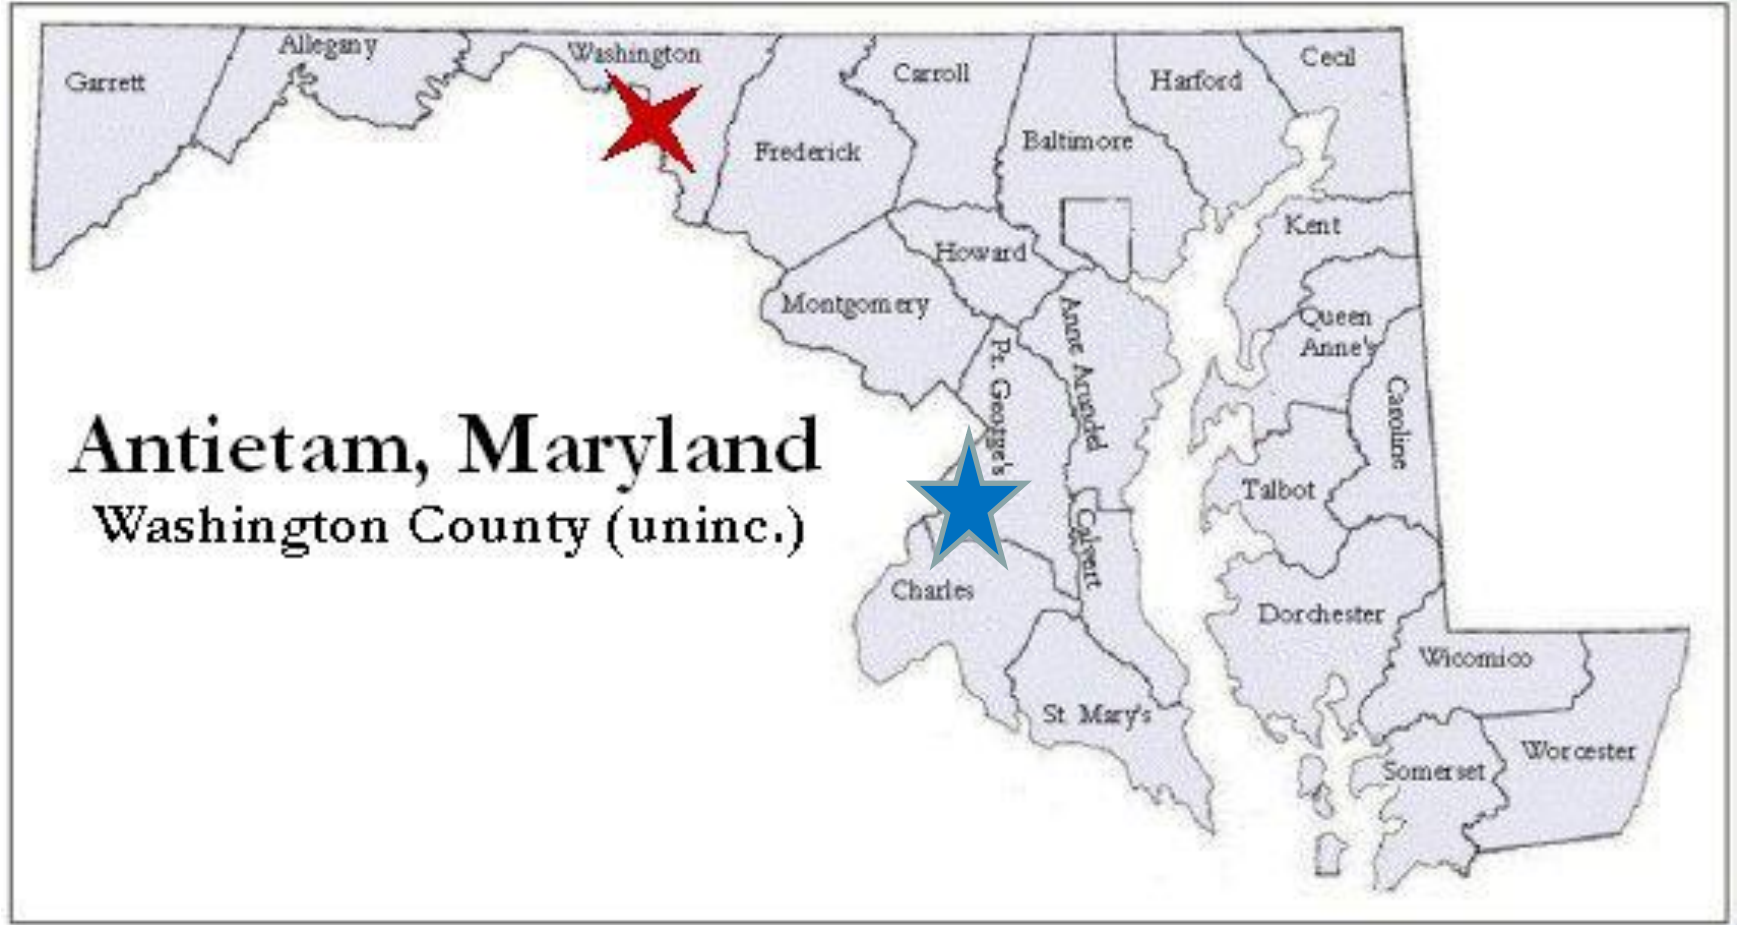 Garrett
Allegany
Washington
Frederick
Carroll
Baltimore
Harford
Cecil
Kent
Howard
Montgomery
Queen
Anne's
Anne Arundel
Pr. George's
Caroline
Talbot
Calvert
Charles
Dorchester
Wicomico
St. Mary's
Somerset
Worcester
Antietam, Maryland
Washington County (uninc.)